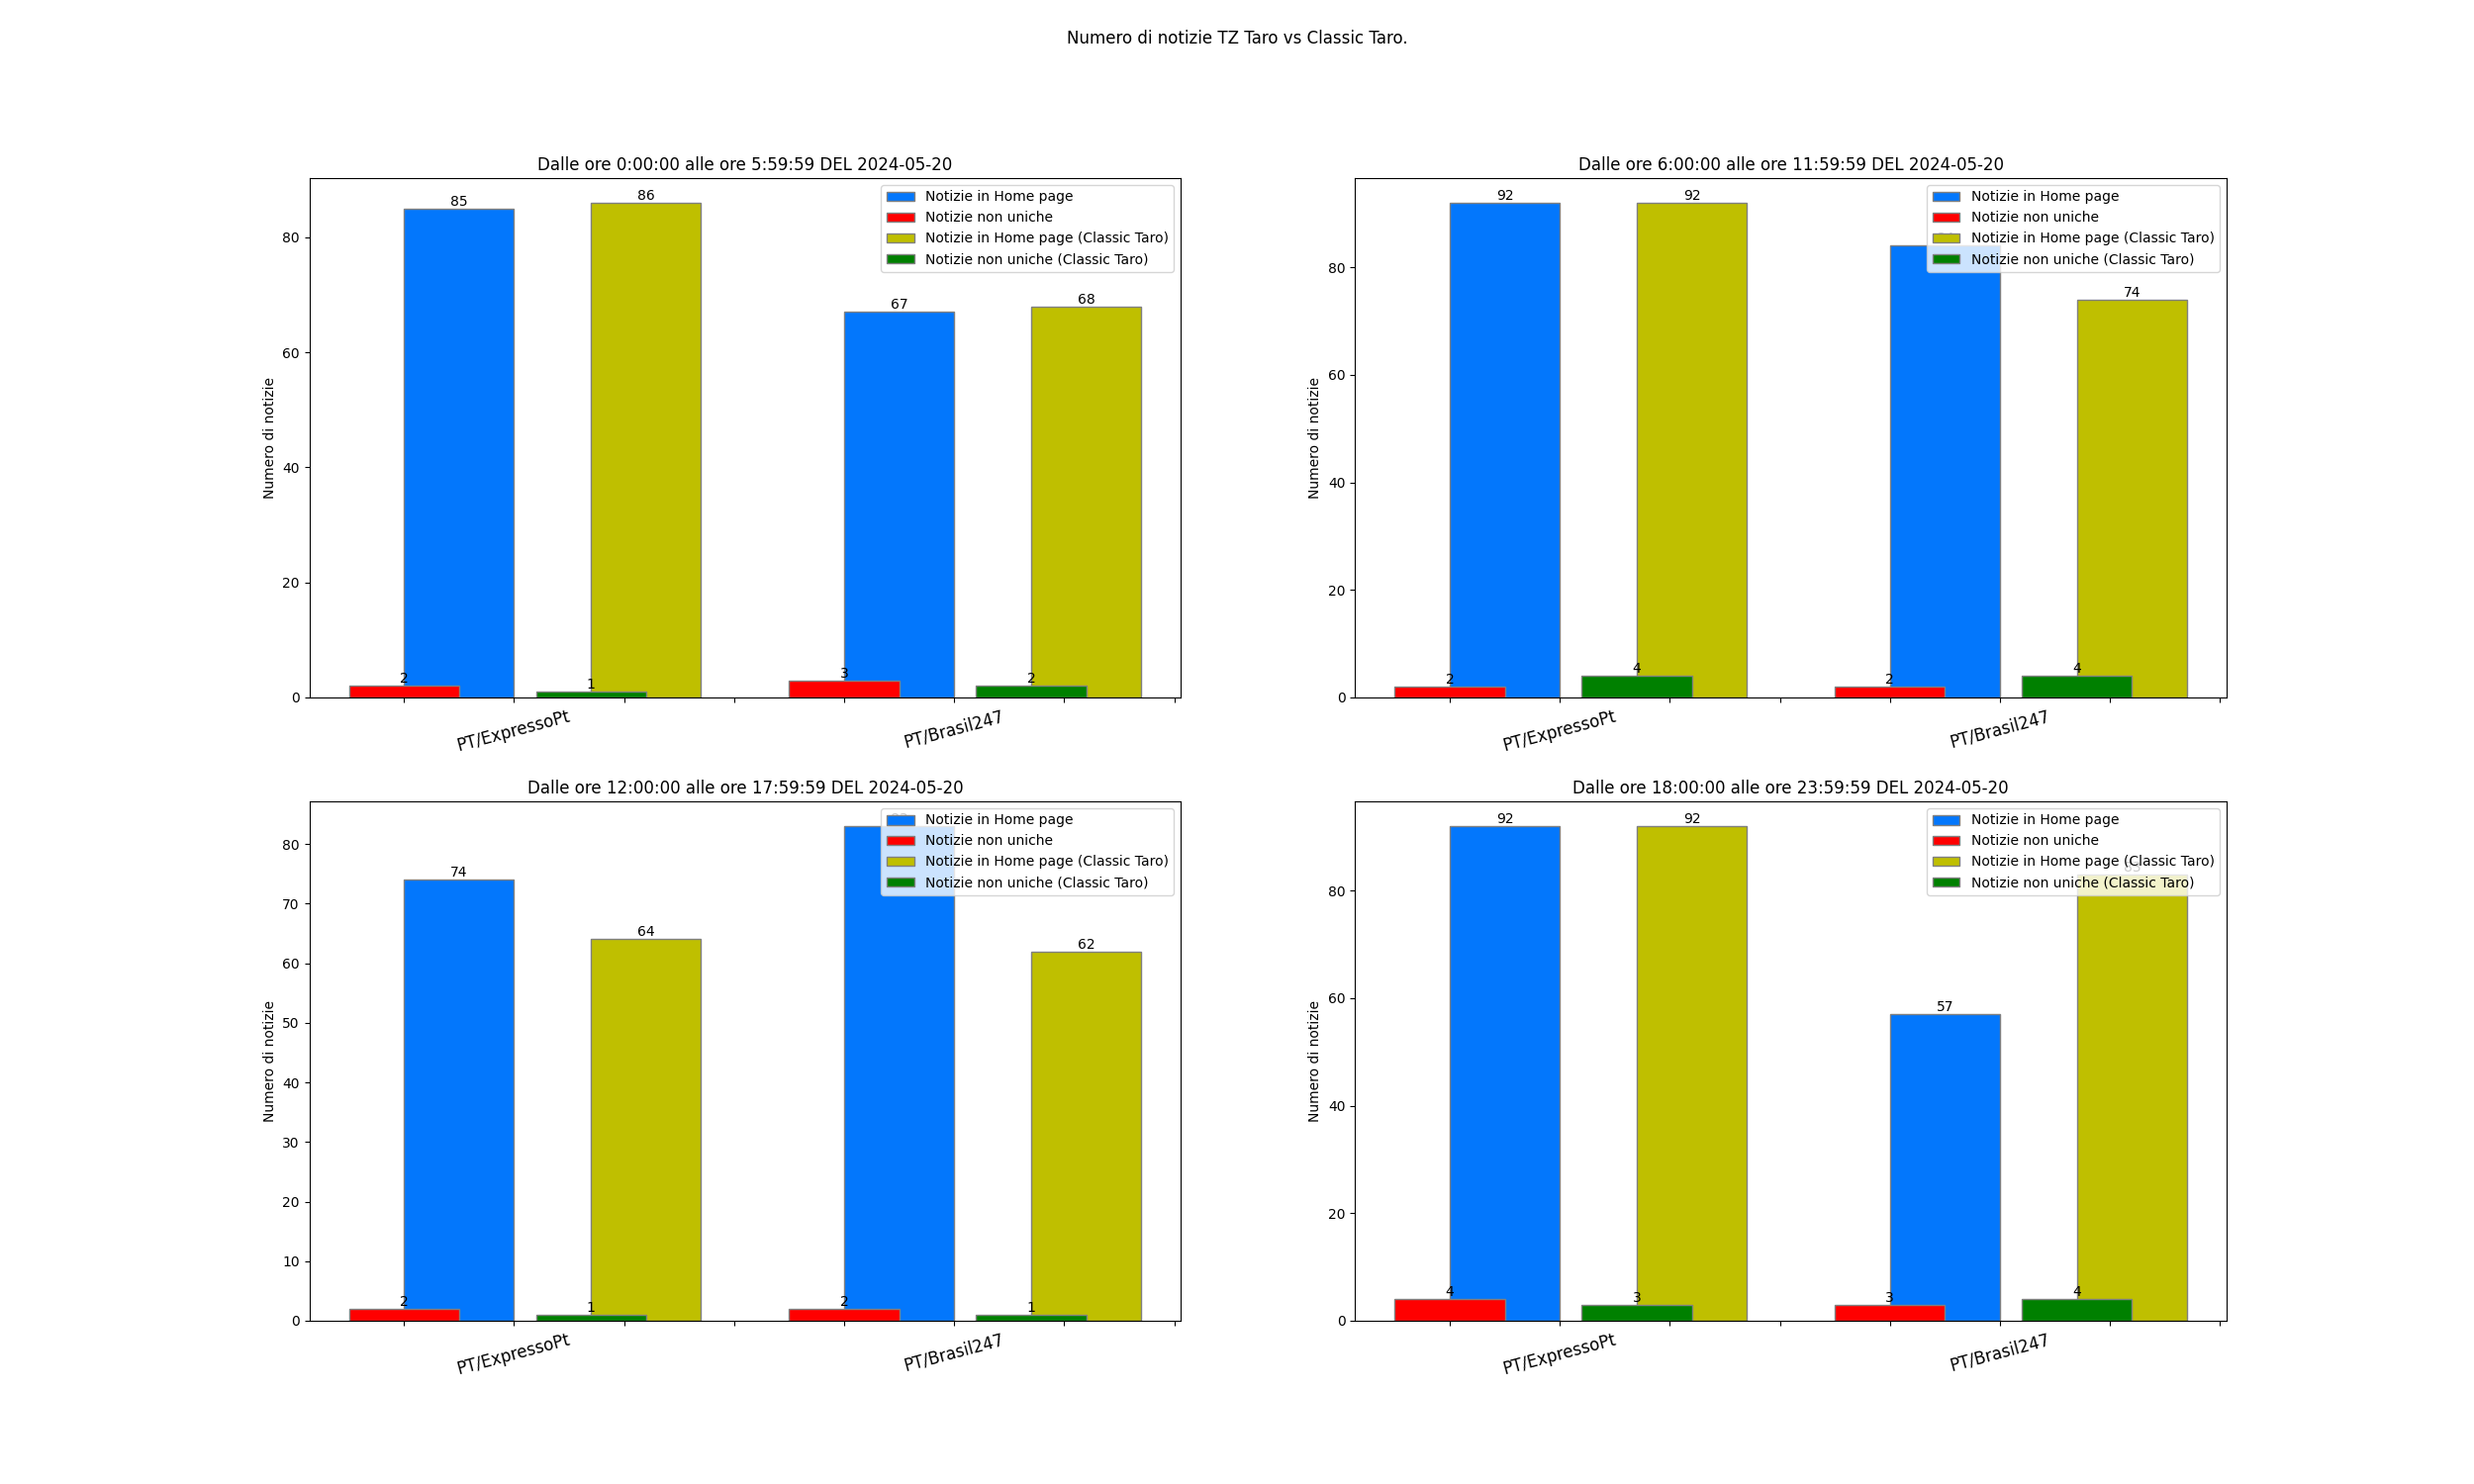 Numero di notizie TZ Taro vs Classic Taro.
Dalle ore 0:00:00 alle ore 5:59:59 DEL 2024-05-20
Numero di notizie
0
20
40
60
80
85
86
67
68
2
1
3
2
Notizie in Home page
Notizie non uniche
Notizie in Home page (Classic Taro)
Notizie non uniche (Classic Taro)
PT/ExpressoPt
PT/Brasil247
Dalle ore 6:00:00 alle ore 11:59:59 DEL 2024-05-20
Numero di notizie
0
20
40
60
80
92
92
74
2
4
2
4
Notizie in Home page
Notizie non uniche
Notizie in Home page (Classic Taro)
Notizie non uniche (Classic Taro)
PT/ExpressoPt
PT/Brasil247
Dalle ore 12:00:00 alle ore 17:59:59 DEL 2024-05-20
Numero di notizie
0
10
20
30
40
50
60
70
80
74
64
62
2
1
2
1
Notizie in Home page
Notizie non uniche
Notizie in Home page (Classic Taro)
Notizie non uniche (Classic Taro)
PT/ExpressoPt
PT/Brasil247
Dalle ore 18:00:00 alle ore 23:59:59 DEL 2024-05-20
Numero di notizie
0
20
40
60
80
92
92
57
83
4
3
3
4
Notizie in Home page
Notizie non uniche
Notizie in Home page (Classic Taro)
Notizie non uniche (Classic Taro)
PT/ExpressoPt
PT/Brasil247